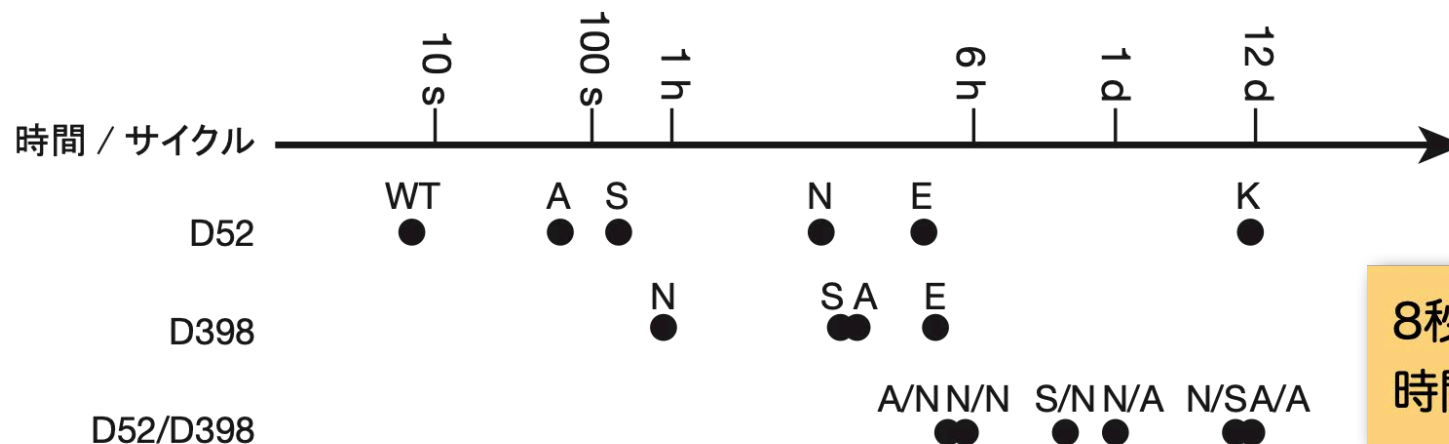 10 s 100 s 1 h 6 h 1 d 12 d
時間 / サイクル
WT A S N E K
D52
N S A E
D398
8秒
時間
A/N N/N S/N N/A N/S A/A
D52/D398